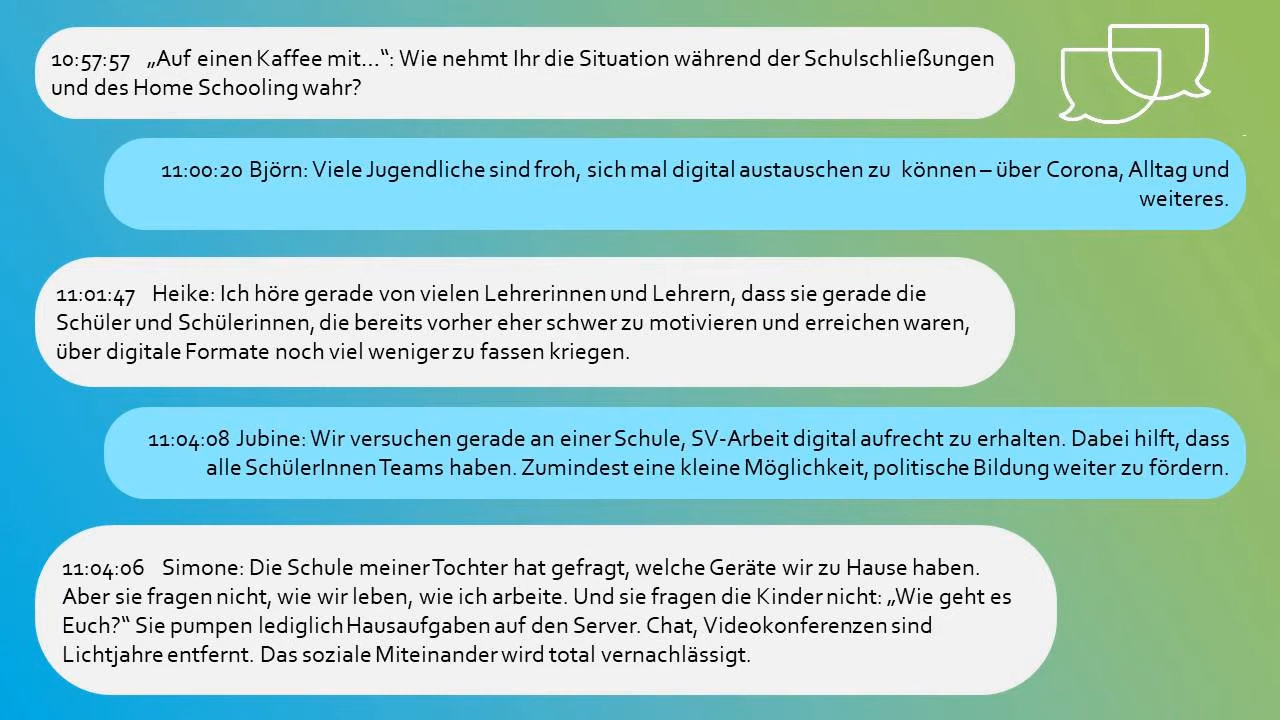 10:57:57 „Auf einen Kaffee mit...“: Wie nehmt Ihr die Situation während der Schulschließungen
und des Home Schooling wahr?
11:00:20 Björn: Viele Jugendliche sind froh, sich mal digital austauschen zu können – über Corona, Alltag und
weiteres.
11:01:47 Heike: Ich höre gerade von vielen Lehrerinnen und Lehrern, dass sie gerade die
Schüler und Schülerinnen, die bereits vorher eher schwer zu motivieren und erreichen waren,
über digitale Formate noch viel weniger zu fassen kriegen.
11:04:08 Jubine: Wir versuchen gerade an einer Schule, SV-Arbeit digital aufrecht zu erhalten. Dabei hilft, dass
alle SchülerInnen Teams haben. Zumindest eine kleine Möglichkeit, politische Bildung weiter zu fördern.
11:04:06 Simone: Die Schule meiner Tochter hat gefragt, welche Geräte wir zu Hause haben.
Aber sie fragen nicht, wie wir leben, wie ich arbeite. Und sie fragen die Kinder nicht: „Wie geht es
Euch?“ Sie pumpen lediglich Hausaufgaben auf den Server. Chat, Videokonferenzen sind
Lichtjahre entfernt. Das soziale Miteinander wird total vernachlässigt.